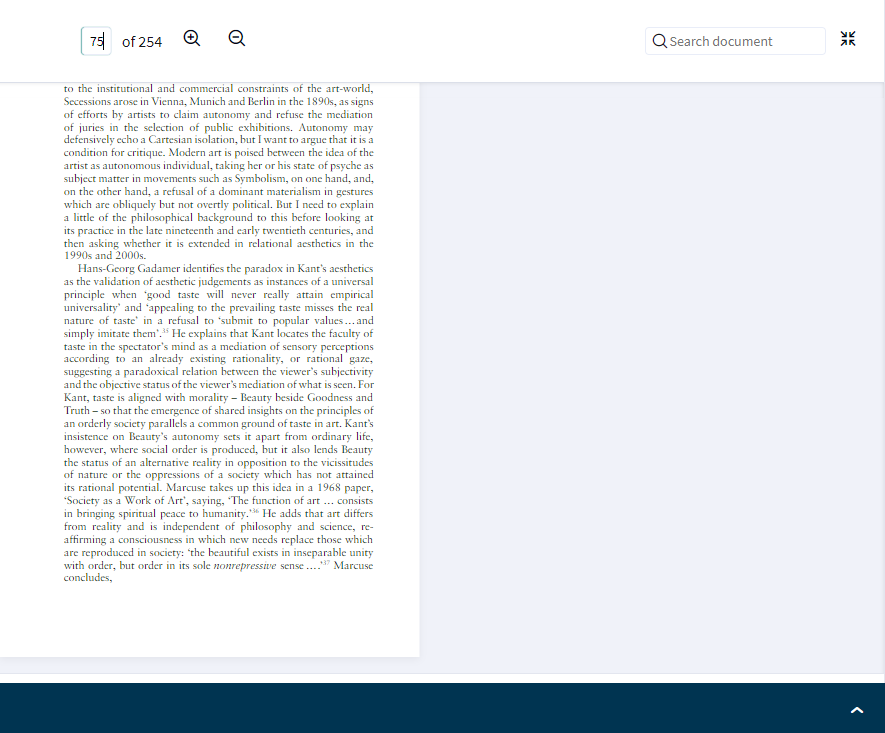 75 of 254 Search document
to the institutional and commercial constraints of the art-world,
Secessions arose in Vienna, Munich and Berlin in the 1890s, as signs
of efforts by artists to claim autonomy and refuse the mediation
of juries in the selection of public exhibitions. Autonomy may
defensively echo a Cartesian isolation, but I want to argue that it is a
condition for critique. Modern art is poised between the idea of the
artist as autonomous individual, taking her or his state of psyche as
subject matter in movements such as Symbolism, on one hand, and,
on the other hand, a refusal of a dominant materialism in gestures
which are obliquely but not overtly political. But I need to explain
a little of the philosophical background to this before looking at
its practice in the late nineteenth and early twentieth centuries, and
then asking whether it is extended in relational aesthetics in the
1990s and 2000s.
Hans-Georg Gadamer identifies the paradox in Kant’s aesthetics
as the validation of aesthetic judgements as instances of a universal
principle when ‘good taste will never really attain empirical
universality’ and ‘appealing to the prevailing taste misses the real
nature of taste’ in a refusal to ‘submit to popular values … and
simply imitate them’.³⁵ He explains that Kant locates the faculty of
taste in the spectator’s mind as a mediation of sensory perceptions
according to an already existing rationality, or rational gaze,
suggesting a paradoxical relation between the viewer’s subjectivity
and the objective status of the viewer’s mediation of what is seen. For
Kant, taste is aligned with morality – Beauty beside Goodness and
Truth – so that the emergence of shared insights on the principles of
an orderly society parallels a common ground of taste in art. Kant’s
insistence on Beauty’s autonomy sets it apart from ordinary life,
however, where social order is produced, but it also lends Beauty
the status of an alternative reality in opposition to the vicissitudes
of nature or the oppressions of a society which has not attained
its rational potential. Marcuse takes up this idea in a 1968 paper,
‘Society as a Work of Art’, saying, ‘The function of art … consists
in bringing spiritual peace to humanity.’³⁶ He adds that art differs
from reality and is independent of philosophy and science, re-
affirming a consciousness in which new needs replace those which
are reproduced in society: ‘the beautiful exists in inseparable unity
with order, but order in its sole nonrepressive sense ….’³⁷ Marcuse
concludes,